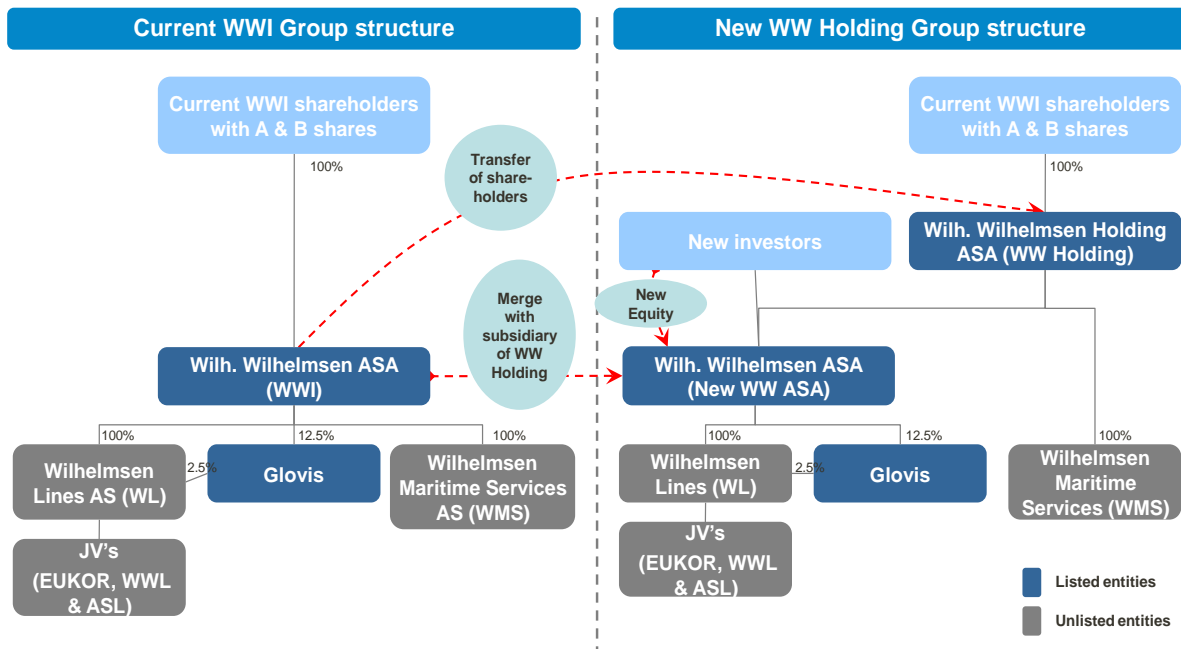 Current WWI Group structure
Current WWI shareholders
with A & B shares
100%
Transfer
of share-
holders
Merge
with
subsidiary
of WW
Holding
Wilh. Wilhelmsen ASA
(WWI)
100%
12.5%
100%
Wilhelmsen
Lines AS (WL)
2.5%
Glovis
Wilhelmsen
Maritime Services
AS (WMS)
JV's
(EUKOR, WWL
& ASL)
New WW Holding Group structure
Current WWI shareholders
with A & B shares
100%
New investors
Wilh. Wilhelmsen Holding
ASA (WW Holding)
New
Equity
Wilh. Wilhelmsen ASA
(New WW ASA)
100%
12.5%
100%
Wilhelmsen
Lines (WL)
2.5%
Glovis
Wilhelmsen
Maritime
Services (WMS)
JV's
(EUKOR, WWL
& ASL)
Listed entities
Unlisted entities